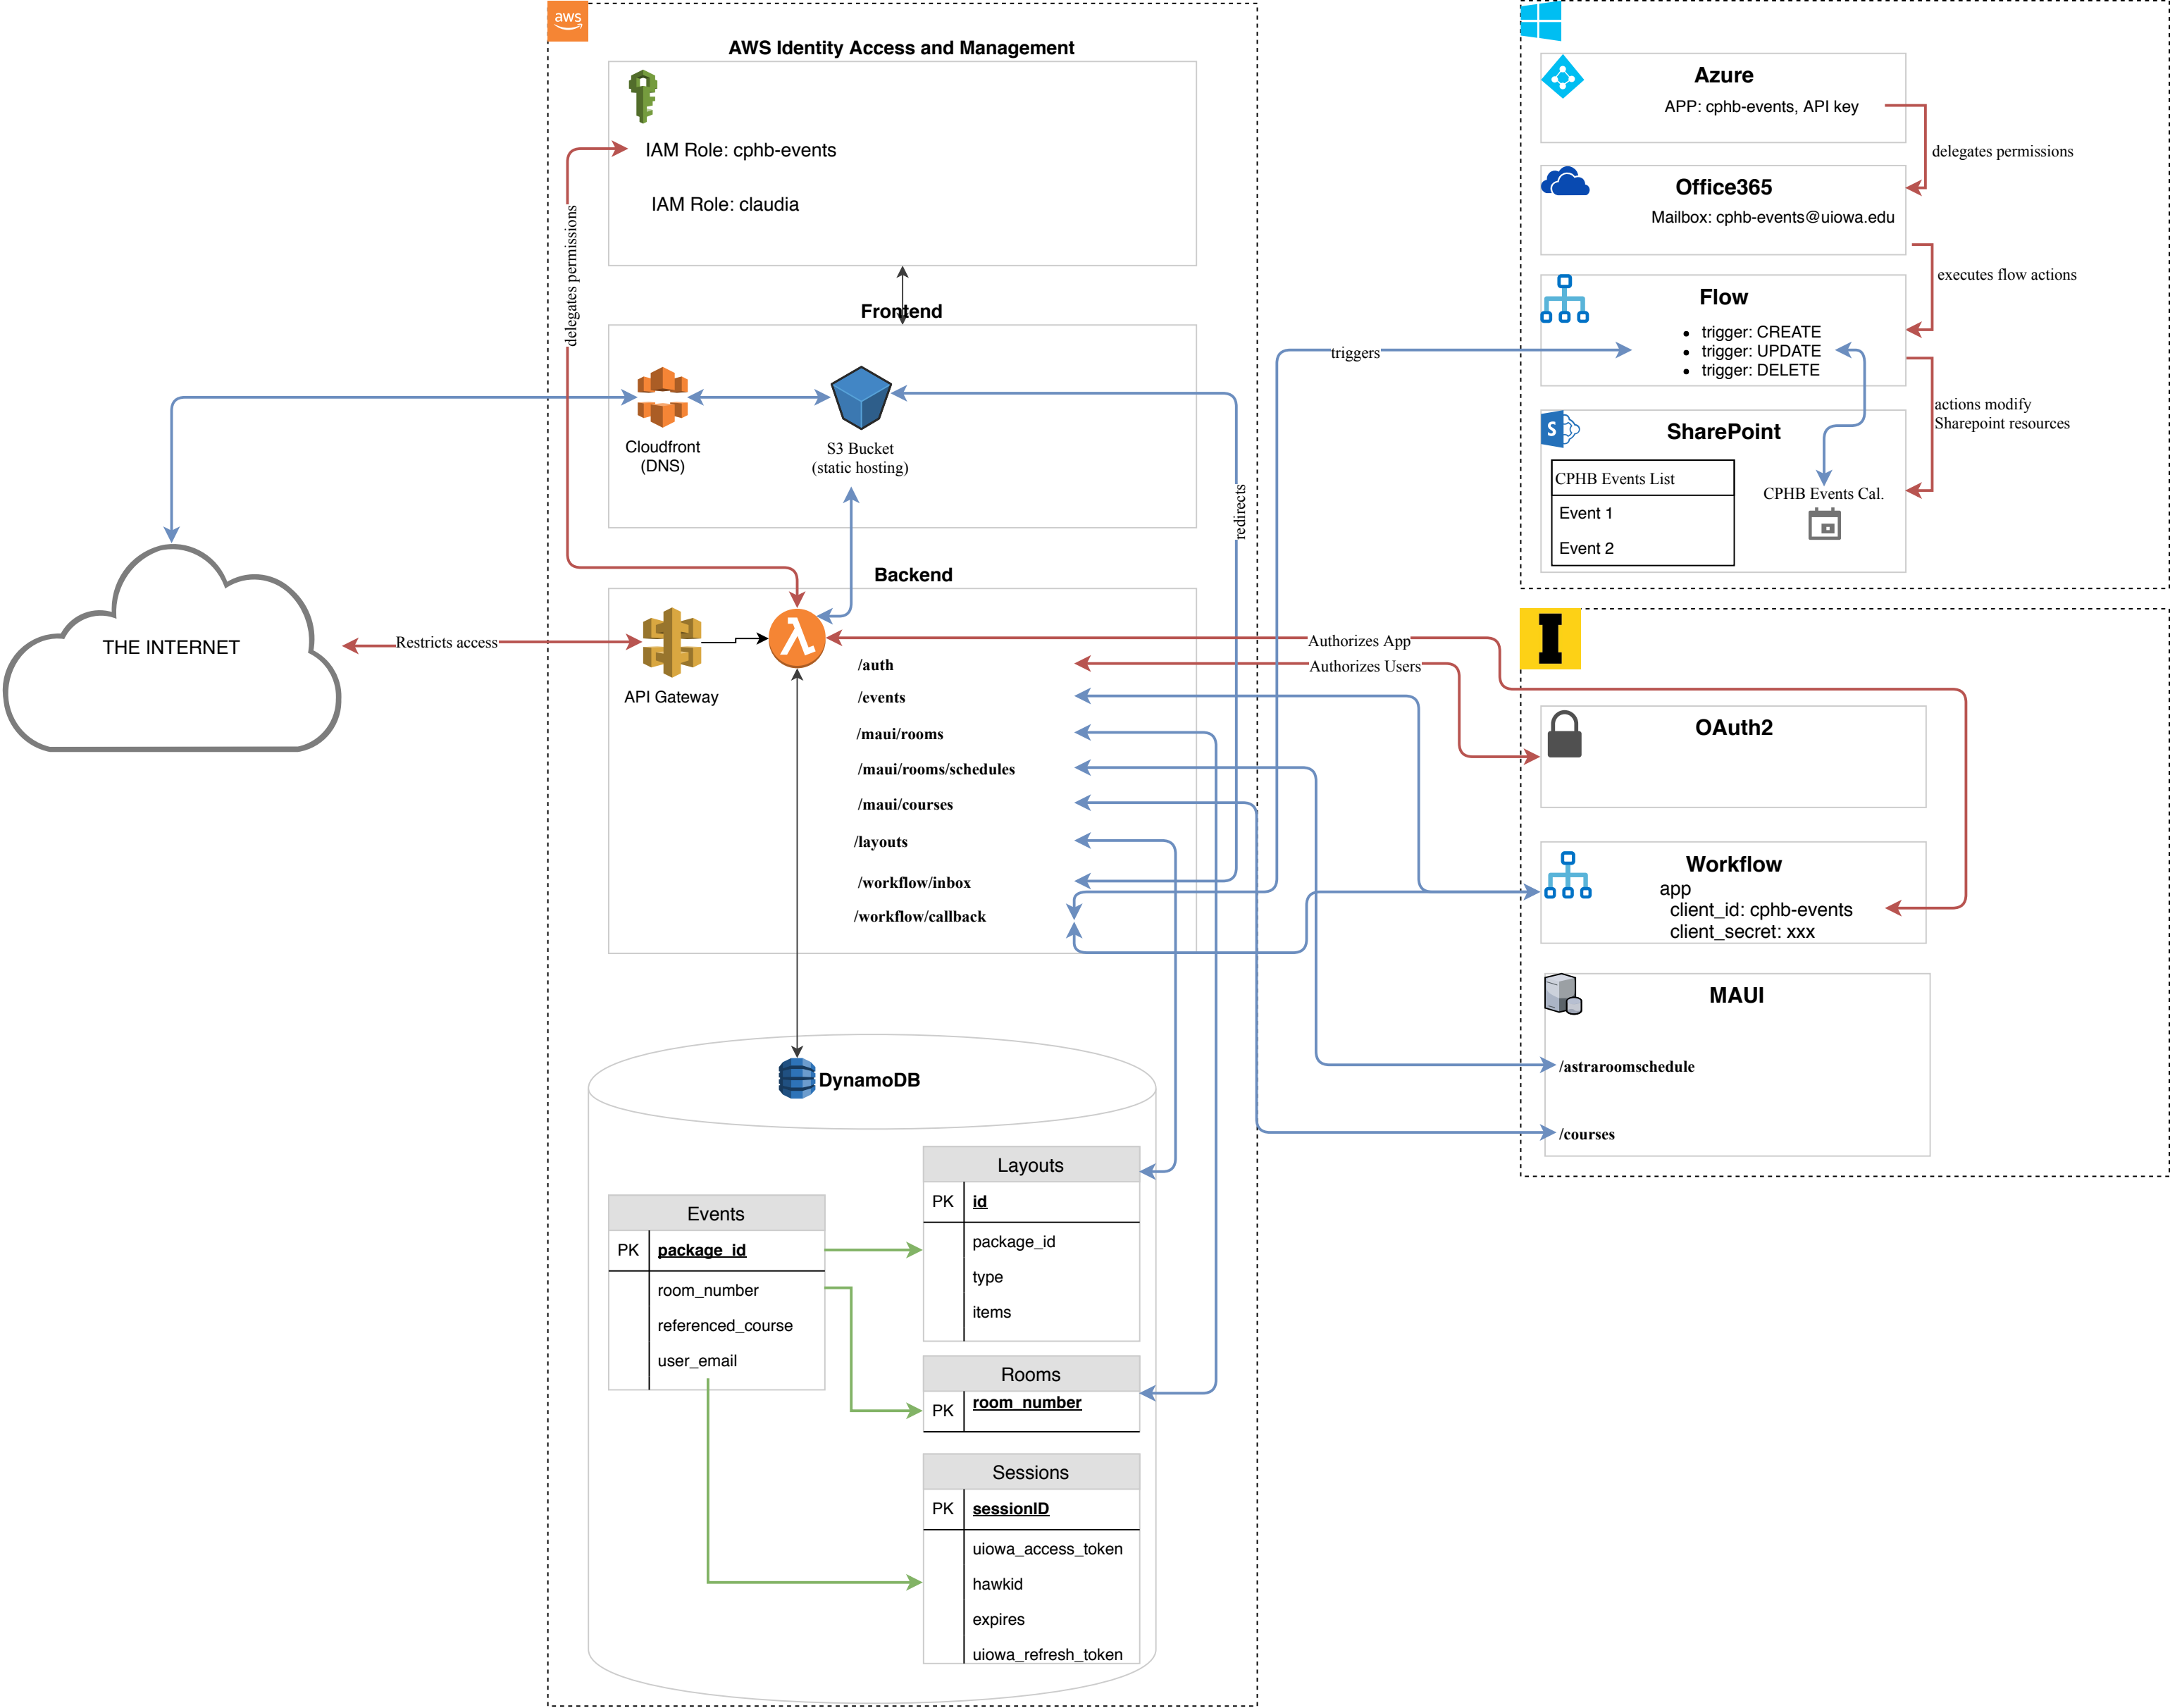 aws
AWS Identity Access and Management
IAM Role: cphb-events
IAM Role: claudia
delegates permissions
Frontend
Cloudfront
(DNS)
S3 Bucket
(static hosting)
redirects
THE INTERNET
Restricts access
Backend
API Gateway
/auth
/events
/maui/rooms
/maui/rooms/schedules
/maui/courses
/layouts
/workflow/inbox
/workflow/callback
DynamoDB
Events
PK
package_id
room_number
referenced_course
user_email
Layouts
PK
id
package_id
type
items
Rooms
PK
room_number
Sessions
PK
sessionID
uiowa_access_token
hawkid
expires
uiowa_refresh_token
triggers
Authorizes App
Authorizes Users
Azure
APP: cphb-events, API key
delegates permissions
Office365
Mailbox: cphb-events@uiowa.edu
executes flow actions
Flow
• trigger: CREATE
• trigger: UPDATE
• trigger: DELETE
actions modify
Sharepoint resources
S
SharePoint
CPHB Events List
Event 1
Event 2
CPHB Events Cal.
I
OAuth2
Workflow
app
client_id: cphb-events
client_secret: xxx
MAUI
/astraroomschedule
/courses